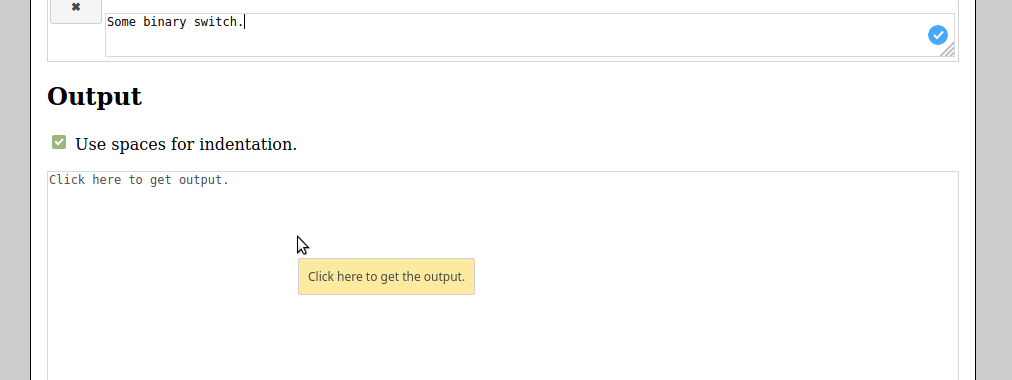 Some binary switch.
Output
Use spaces for indentation.
Click here to get output.
Click here to get the output.